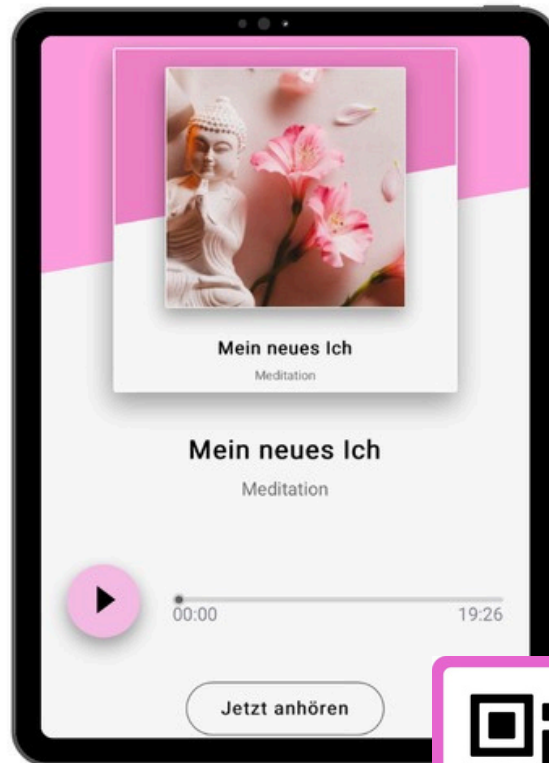 Mein neues Ich
Meditation
Mein neues Ich
Meditation
00:00
19:26
Jetzt anhören